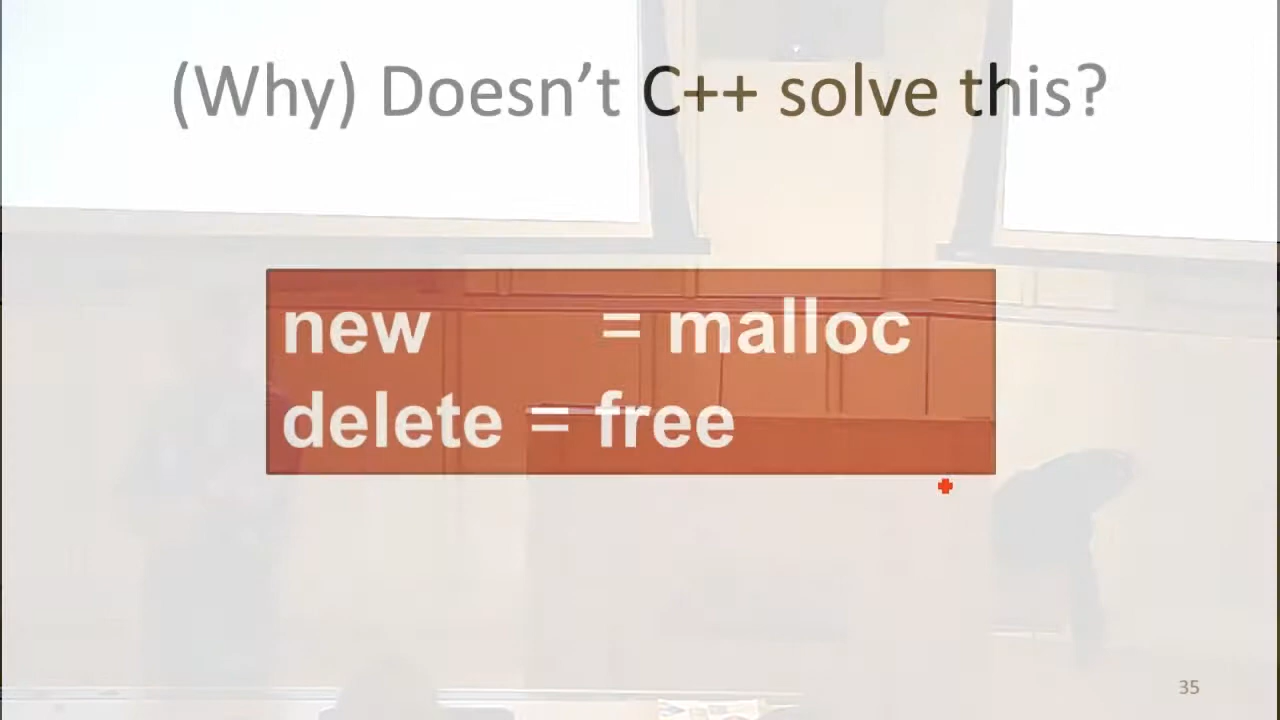 (Why) Doesn't C++ solve this?
new = malloc
delete = free
35